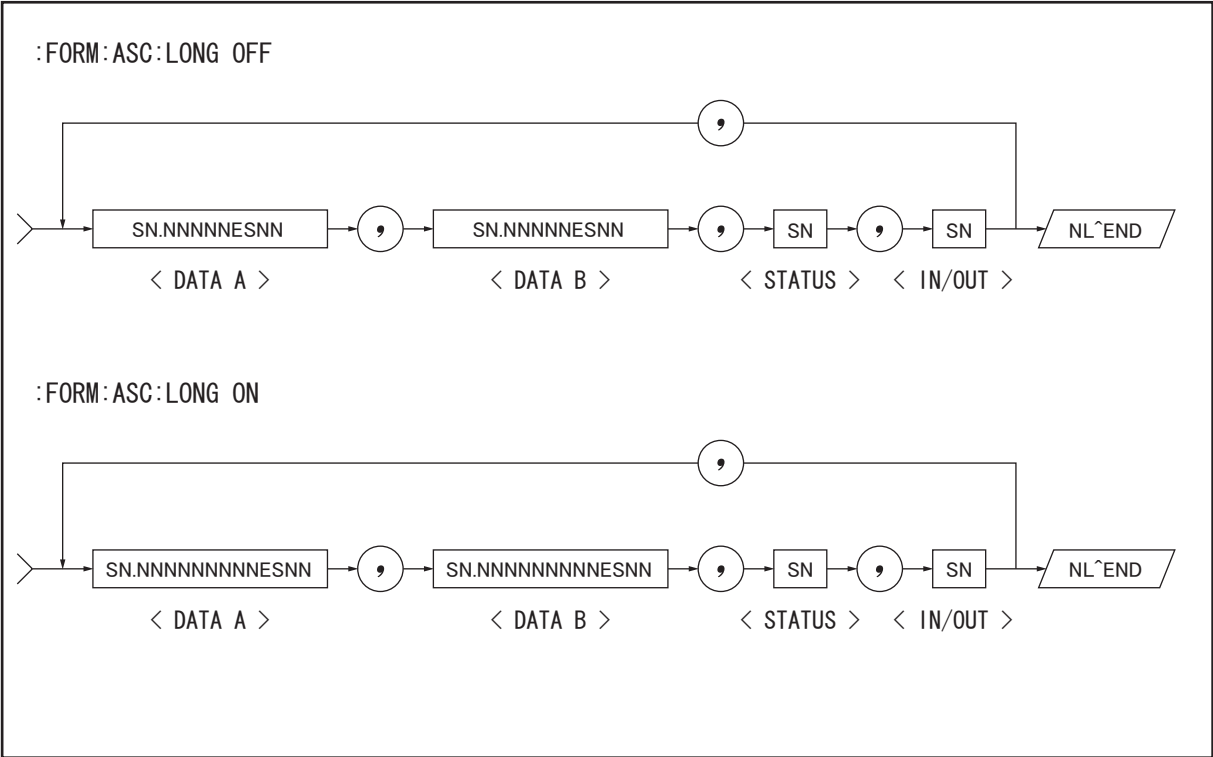 :FORM:ASC:LONG OFF
,
SN.NNNNNESNN , SN.NNNNNESNN , SN , SN NL^END
< DATA A > < DATA B > < STATUS > < IN/OUT >
:FORM:ASC:LONG ON
,
SN.NNNNNNNNNESNN , SN.NNNNNNNNNESNN , SN , SN NL^END
< DATA A > < DATA B > < STATUS > < IN/OUT >